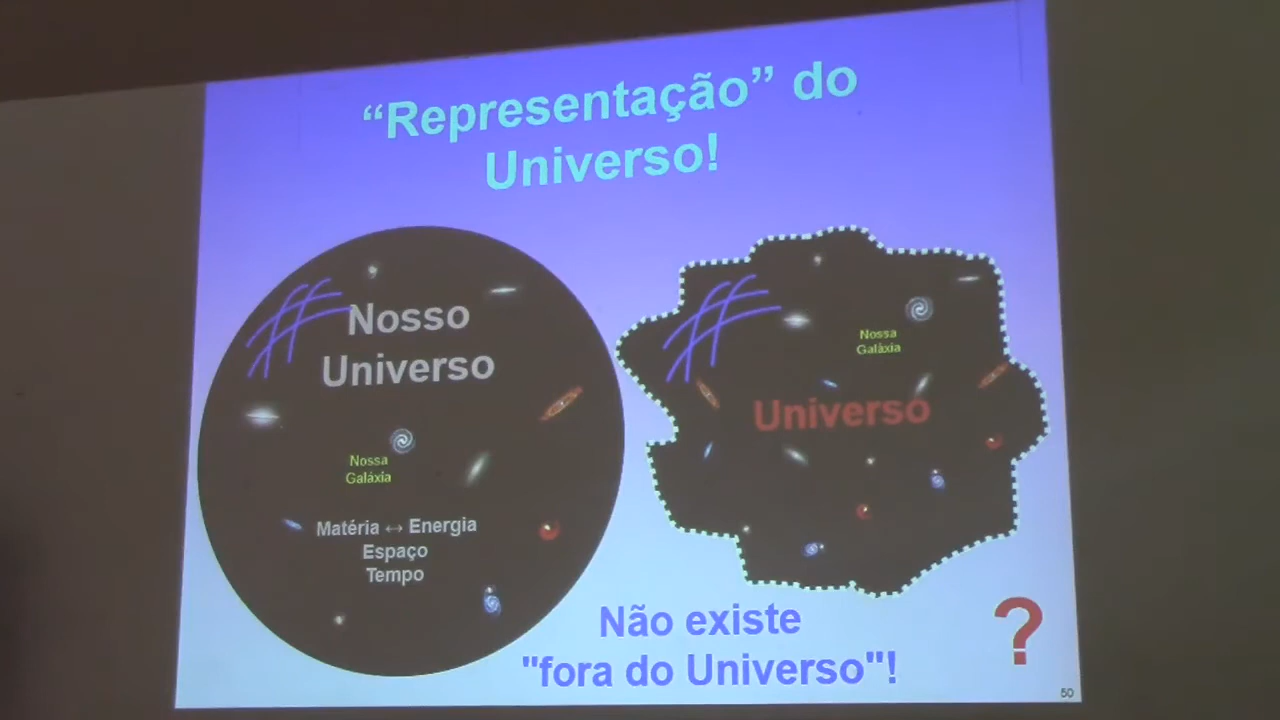 “Representação” do
Universo!
Nosso
Universo
Nossa
Galáxia
Matéria ↔ Energia
Espaço
Tempo
Nossa
Galáxia
Universo
Não existe
"fora do Universo"!
?
50